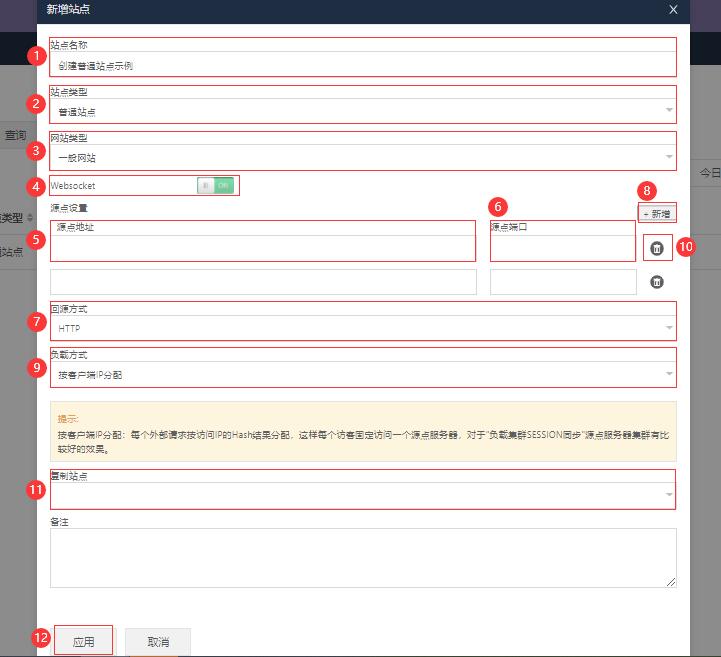 新增站点 X
站点名称
1
创建普通站点示例
站点类型
2
普通站点
网站类型
3
一般网站
查询
今日
4 Websocket ON
源点设置
8
+ 新增
6
类型
源点地址 源点端口
5
10
站点
回源方式
7
HTTP
负载方式
9
按客户端IP分配
提示:
按客户端IP分配：每个外部请求按访问IP的Hash结果分配，这样每个访客固定访问一个源点服务器，对于"负载集群SESSION同步"源点服务器集群有比
较好的效果。
复制站点
11
备注
12 应用 取消